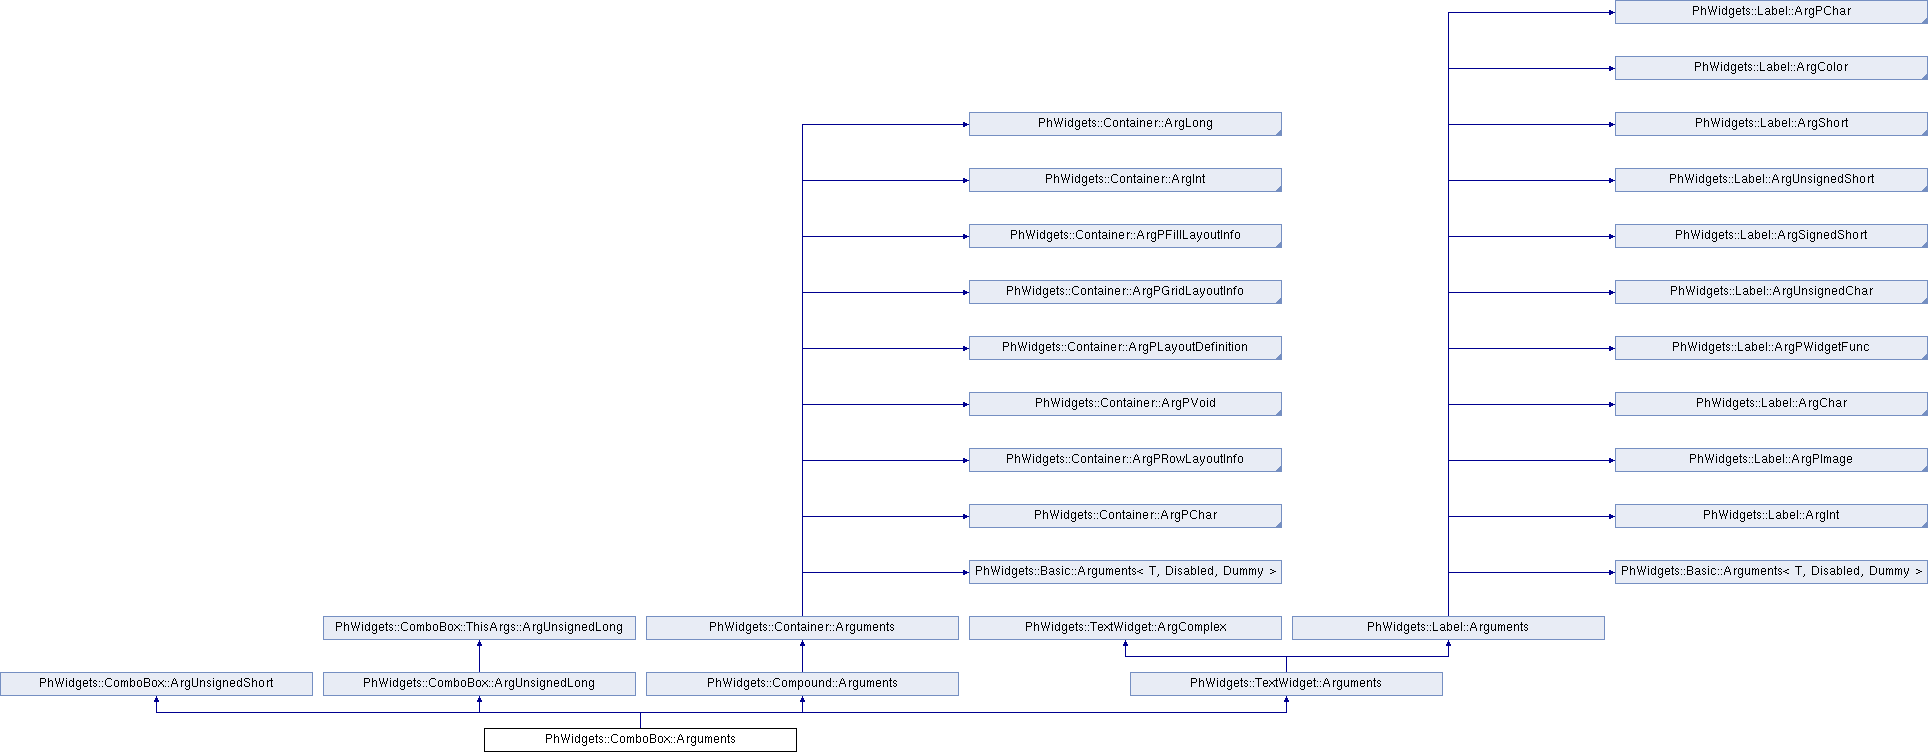 PhWidgets::Label::ArgPChar
PhWidgets::Label::ArgColor
PhWidgets::Container::ArgLong
PhWidgets::Label::ArgShort
PhWidgets::Container::ArgInt
PhWidgets::Label::ArgUnsignedShort
PhWidgets::Container::ArgPFillLayoutInfo
PhWidgets::Label::ArgSignedShort
PhWidgets::Container::ArgPGridLayoutInfo
PhWidgets::Label::ArgUnsignedChar
PhWidgets::Container::ArgPLayoutDefinition
PhWidgets::Label::ArgPWidgetFunc
PhWidgets::Container::ArgPVoid
PhWidgets::Label::ArgChar
PhWidgets::Container::ArgPRowLayoutInfo
PhWidgets::Label::ArgPImage
PhWidgets::Container::ArgPChar
PhWidgets::Label::ArgInt
PhWidgets::Basic::Arguments< T, Disabled, Dummy >
PhWidgets::Basic::Arguments< T, Disabled, Dummy >
PhWidgets::ComboBox::ThisArgs::ArgUnsignedLong
PhWidgets::Container::Arguments
PhWidgets::TextWidget::ArgComplex
PhWidgets::Label::Arguments
PhWidgets::ComboBox::ArgUnsignedShort
PhWidgets::ComboBox::ArgUnsignedLong
PhWidgets::Compound::Arguments
PhWidgets::TextWidget::Arguments
PhWidgets::ComboBox::Arguments